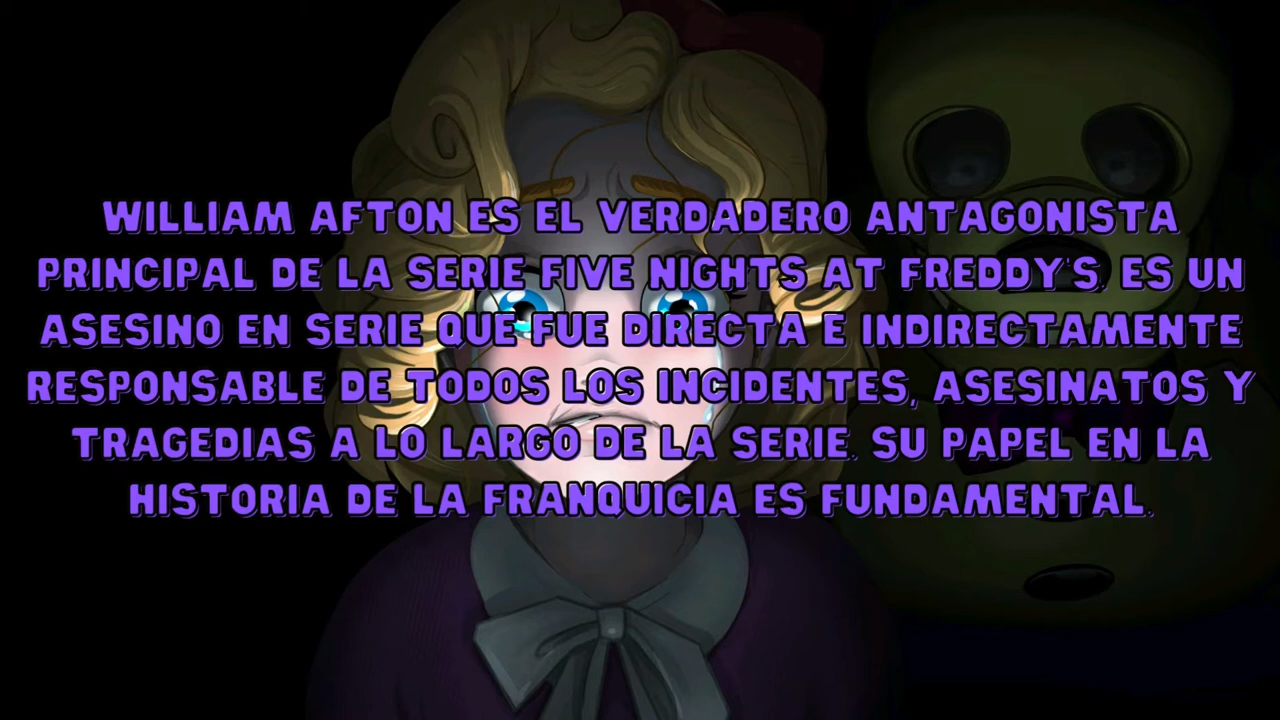 WILLIAM AFTON ES EL VERDADERO ANTAGONISTA
PRINCIPAL DE LA SERIE FIVE NIGHTS AT FREDDY'S. ES UN
ASESINO EN SERIE QUE FUE DIRECTA E INDIRECTAMENTE
RESPONSABLE DE TODOS LOS INCIDENTES, ASESINATOS Y
TRAGEDIAS A LO LARGO DE LA SERIE. SU PAPEL EN LA
HISTORIA DE LA FRANQUICIA ES FUNDAMENTAL.